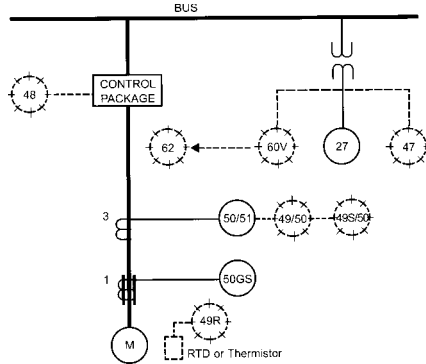 BUS
48
CONTROL
PACKAGE
62
60V
27
47
3
50/51
49/50
49S/50
1
50GS
49R
M
RTD or Thermistor